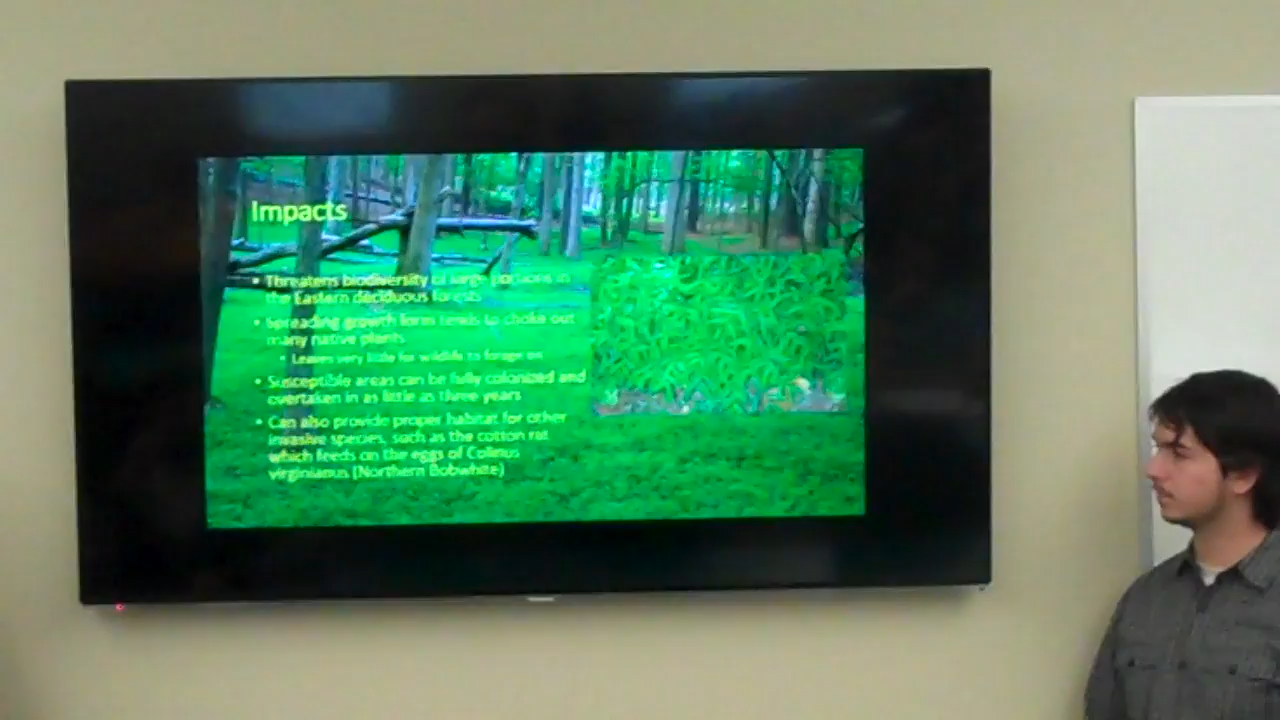 Impacts
• Threatens biodiversity of large portions in
the Eastern deciduous forests
• Spreading growth form tends to choke out
many native plants
• Leaves very little for wildlife to forage on
• Susceptible areas can be fully colonized and
overtaken in as little as three years
• Can also provide proper habitat for other
invasive species, such as the cotton rat
which feeds on the eggs of Colinus
virginianus (Northern Bobwhite)